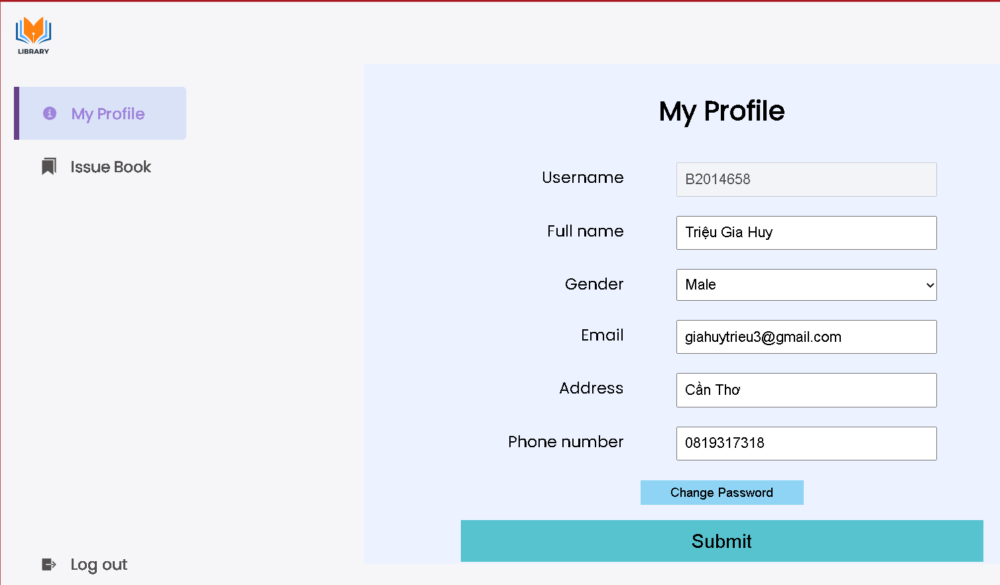 LIBRARY
My Profile
Issue Book
Log out
My Profile
Username B2014658
Full name Triệu Gia Huy
Gender Male
Email giahuytrieu3@gmail.com
Address Cần Thơ
Phone number 0819317318
Change Password
Submit